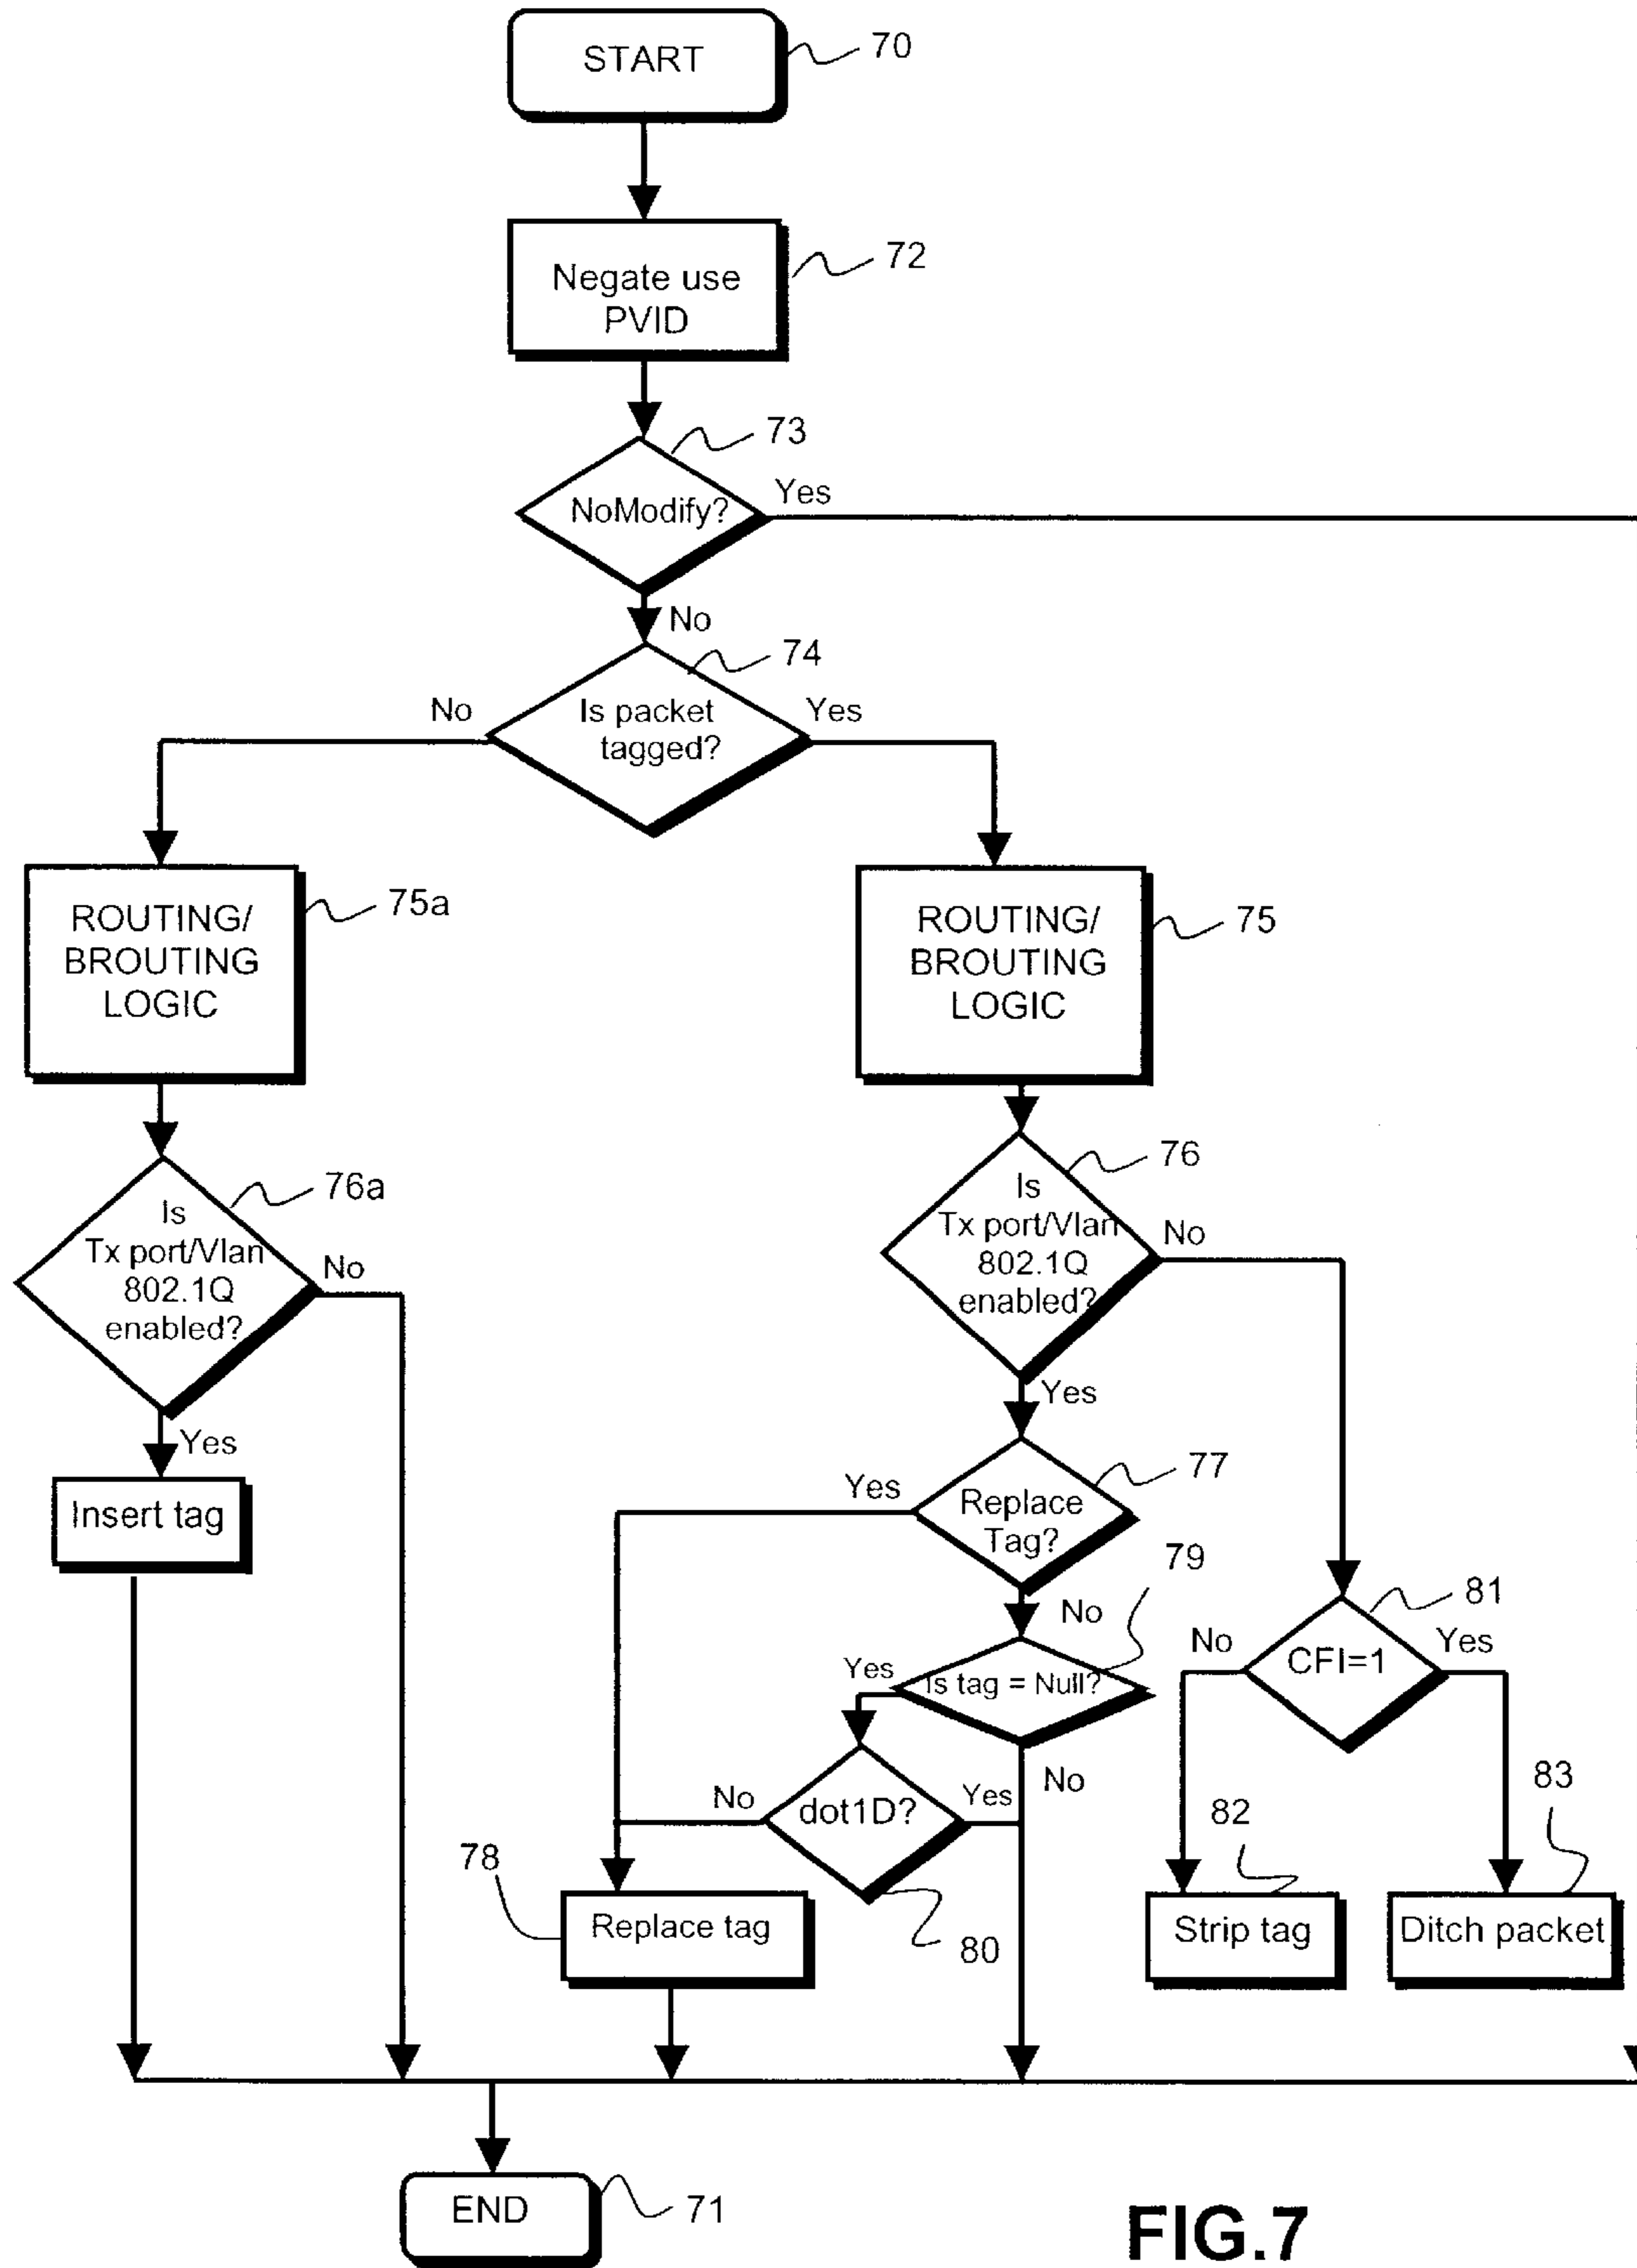 START
70
Negate use
PVID
72
73
NoModify?
Yes
No
74
No
Is packet
tagged?
Yes
ROUTING/
BROUTING
LOGIC
75a
ROUTING/
BROUTING
LOGIC
75
76a
Is
Tx port/Vlan
802.1Q
enabled?
No
Yes
Insert tag
76
Is
Tx port/Vlan
802.1Q
enabled?
No
Yes
77
Yes
Replace
Tag?
79
No
Yes
Is tag = Null?
No
No
dot1D?
Yes
80
78
Replace tag
81
No
CFI=1
Yes
82
83
Strip tag
Ditch packet
END
71
FIG.7